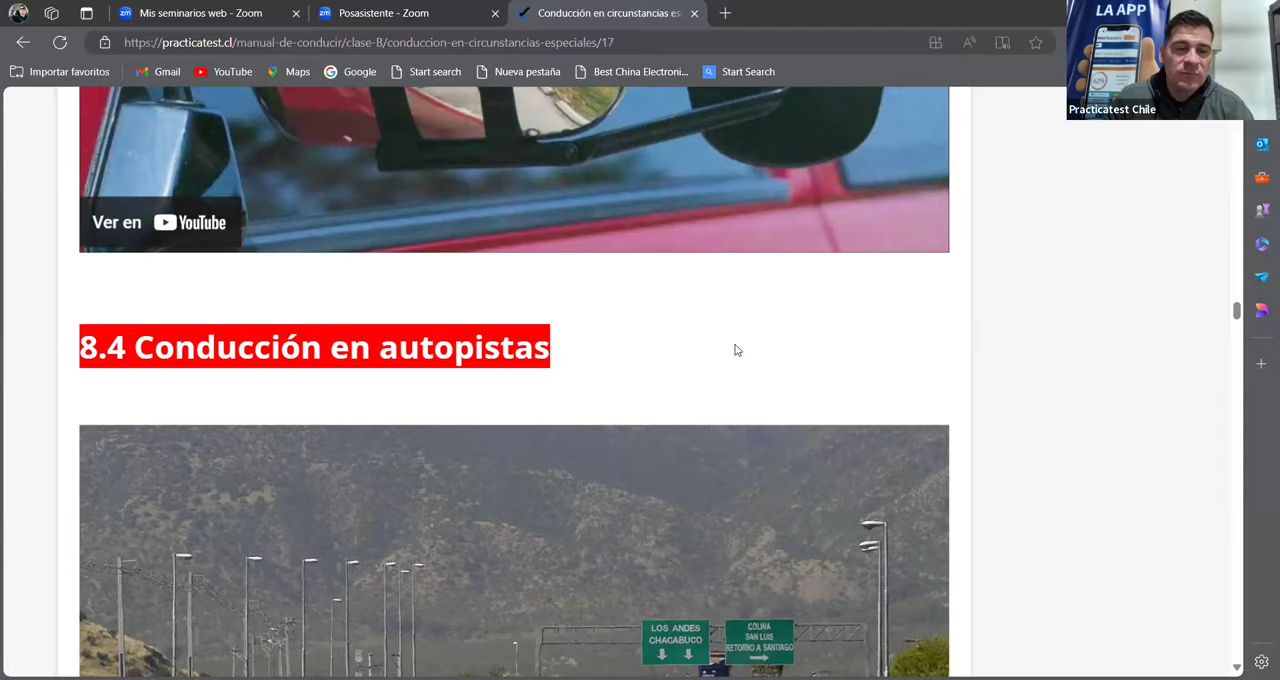 Mis seminarios web - Zoom
Posasistente - Zoom
Conducción en circunstancias es
https://practicatest.cl/manual-de-conducir/clase-B/conduccion-en-circunstancias-especiales/17
Importar favoritos
Gmail
YouTube
Maps
Google
Start search
Nueva pestaña
Best China Electroni...
Start Search
LA APP
62%
Practicatest Chile
Ver en YouTube
8.4 Conducción en autopistas
LOS ANDES
CHACABUCO
COLINA
SAN LUIS
RETORNO A SANTIAGO